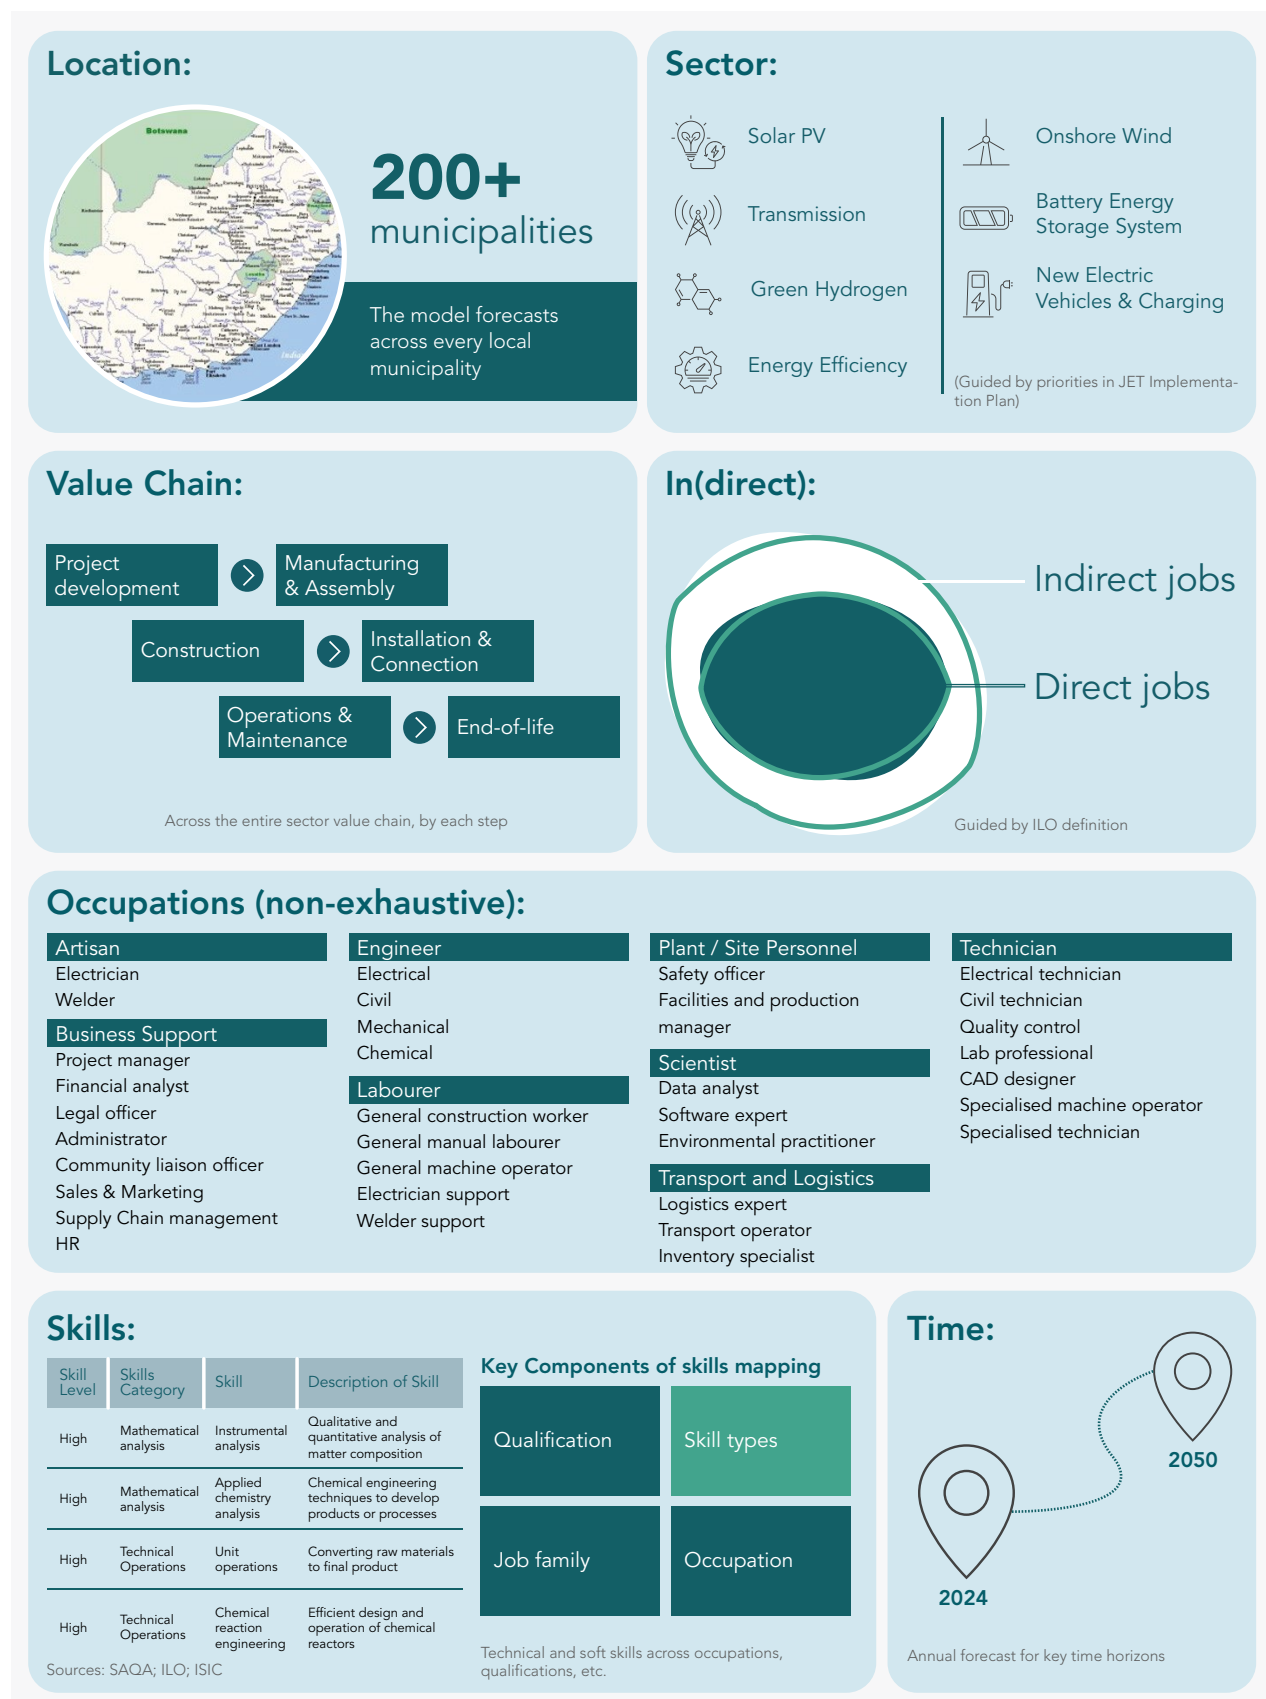 Location:
Botswana
200+
municipalities
The model forecasts
across every local
municipality
Sector:
Solar PV
Transmission
Green Hydrogen
Energy Efficiency
Onshore Wind
Battery Energy
Storage System
New Electric
Vehicles & Charging
(Guided by priorities in JET Implementa-
tion Plan)
Value Chain:
Project
development
Manufacturing
& Assembly
Construction
Installation &
Connection
Operations &
Maintenance
End-of-life
Across the entire sector value chain, by each step
In(direct):
Indirect jobs
Direct jobs
Guided by ILO definition
Occupations (non-exhaustive):
Artisan
Electrician
Welder
Business Support
Project manager
Financial analyst
Legal officer
Administrator
Community liaison officer
Sales & Marketing
Supply Chain management
HR
Engineer
Electrical
Civil
Mechanical
Chemical
Labourer
General construction worker
General manual labourer
General machine operator
Electrician support
Welder support
Plant / Site Personnel
Safety officer
Facilities and production
manager
Scientist
Data analyst
Software expert
Environmental practitioner
Transport and Logistics
Logistics expert
Transport operator
Inventory specialist
Technician
Electrical technician
Civil technician
Quality control
Lab professional
CAD designer
Specialised machine operator
Specialised technician
Skills:
Skill
Level
Skills
Category
Skill
Description of Skill
High
Mathematical
analysis
Instrumental
analysis
Qualitative and
quantitative analysis of
matter composition
High
Mathematical
analysis
Applied
chemistry
analysis
Chemical engineering
techniques to develop
products or processes
High
Technical
Operations
Unit
operations
Converting raw materials
to final product
High
Technical
Operations
Chemical
reaction
engineering
Efficient design and
operation of chemical
reactors
Sources: SAQA; ILO; ISIC
Key Components of skills mapping
Qualification
Skill types
Job family
Occupation
Technical and soft skills across occupations,
qualifications, etc.
Time:
2050
2024
Annual forecast for key time horizons